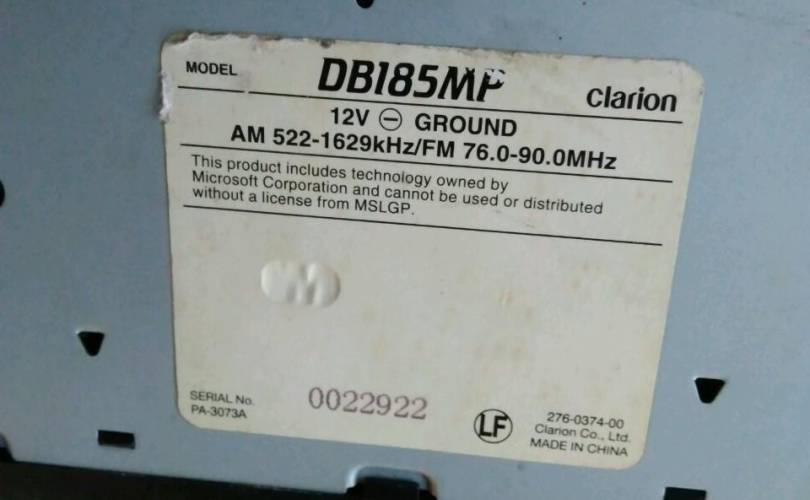 MODEL DB185MP clarion
12V ⊖ GROUND
AM 522-1629kHz/FM 76.0-90.0MHz
This product includes technology owned by
Microsoft Corporation and cannot be used or distributed
without a license from MSLGP.
SERIAL No.
PA-3073A
0022922
LF
276-0374-00
Clarion Co., Ltd.
MADE IN CHINA